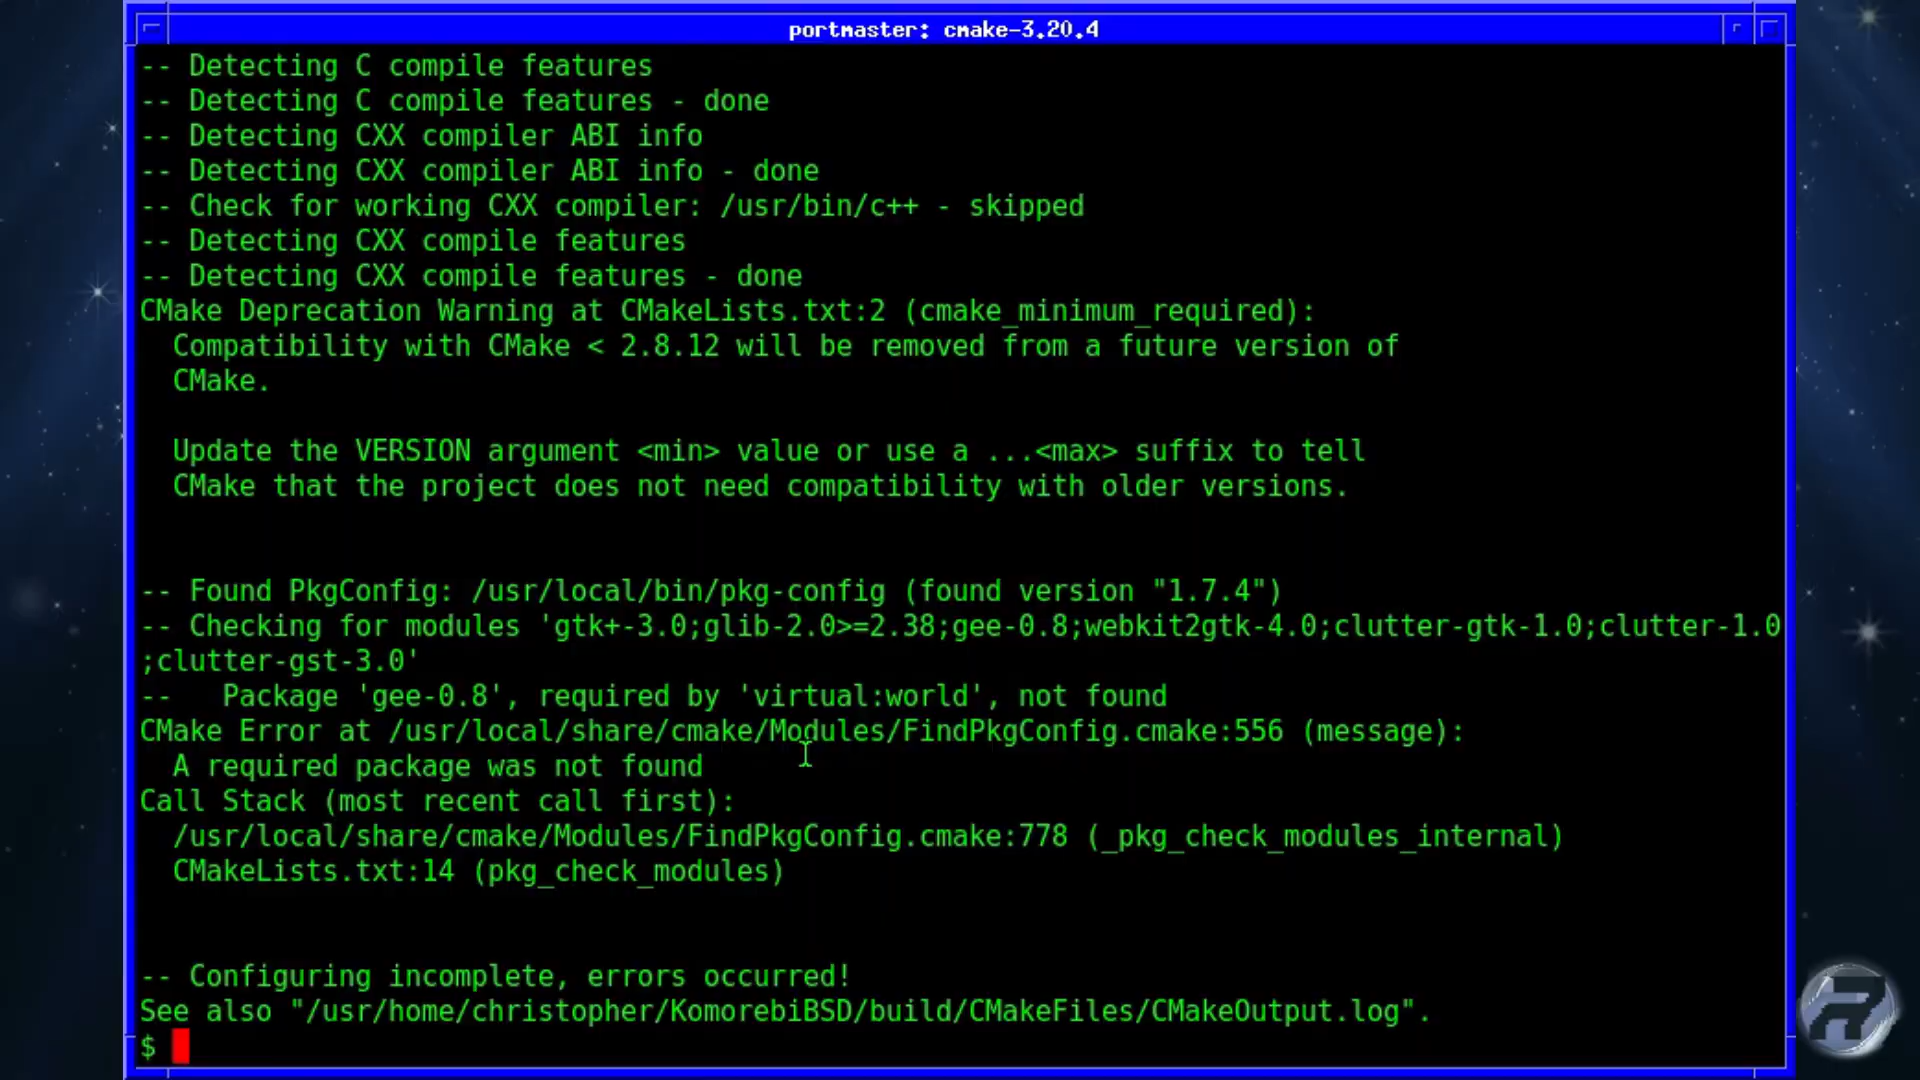 portmaster: cmake-3.20.4
-- Detecting C compile features
-- Detecting C compile features - done
-- Detecting CXX compiler ABI info
-- Detecting CXX compiler ABI info - done
-- Check for working CXX compiler: /usr/bin/c++ - skipped
-- Detecting CXX compile features
-- Detecting CXX compile features - done
CMake Deprecation Warning at CMakeLists.txt:2 (cmake_minimum_required):
  Compatibility with CMake < 2.8.12 will be removed from a future version of
  CMake.

  Update the VERSION argument <min> value or use a ...<max> suffix to tell
  CMake that the project does not need compatibility with older versions.

-- Found PkgConfig: /usr/local/bin/pkg-config (found version "1.7.4")
-- Checking for modules 'gtk+-3.0;glib-2.0>=2.38;gee-0.8;webkit2gtk-4.0;clutter-gtk-1.0;clutter-1.0
;clutter-gst-3.0'
--   Package 'gee-0.8', required by 'virtual:world', not found
CMake Error at /usr/local/share/cmake/Modules/FindPkgConfig.cmake:556 (message):
  A required package was not found
Call Stack (most recent call first):
  /usr/local/share/cmake/Modules/FindPkgConfig.cmake:778 (_pkg_check_modules_internal)
  CMakeLists.txt:14 (pkg_check_modules)

-- Configuring incomplete, errors occurred!
See also "/usr/home/christopher/KomorebiBSD/build/CMakeFiles/CMakeOutput.log".
$